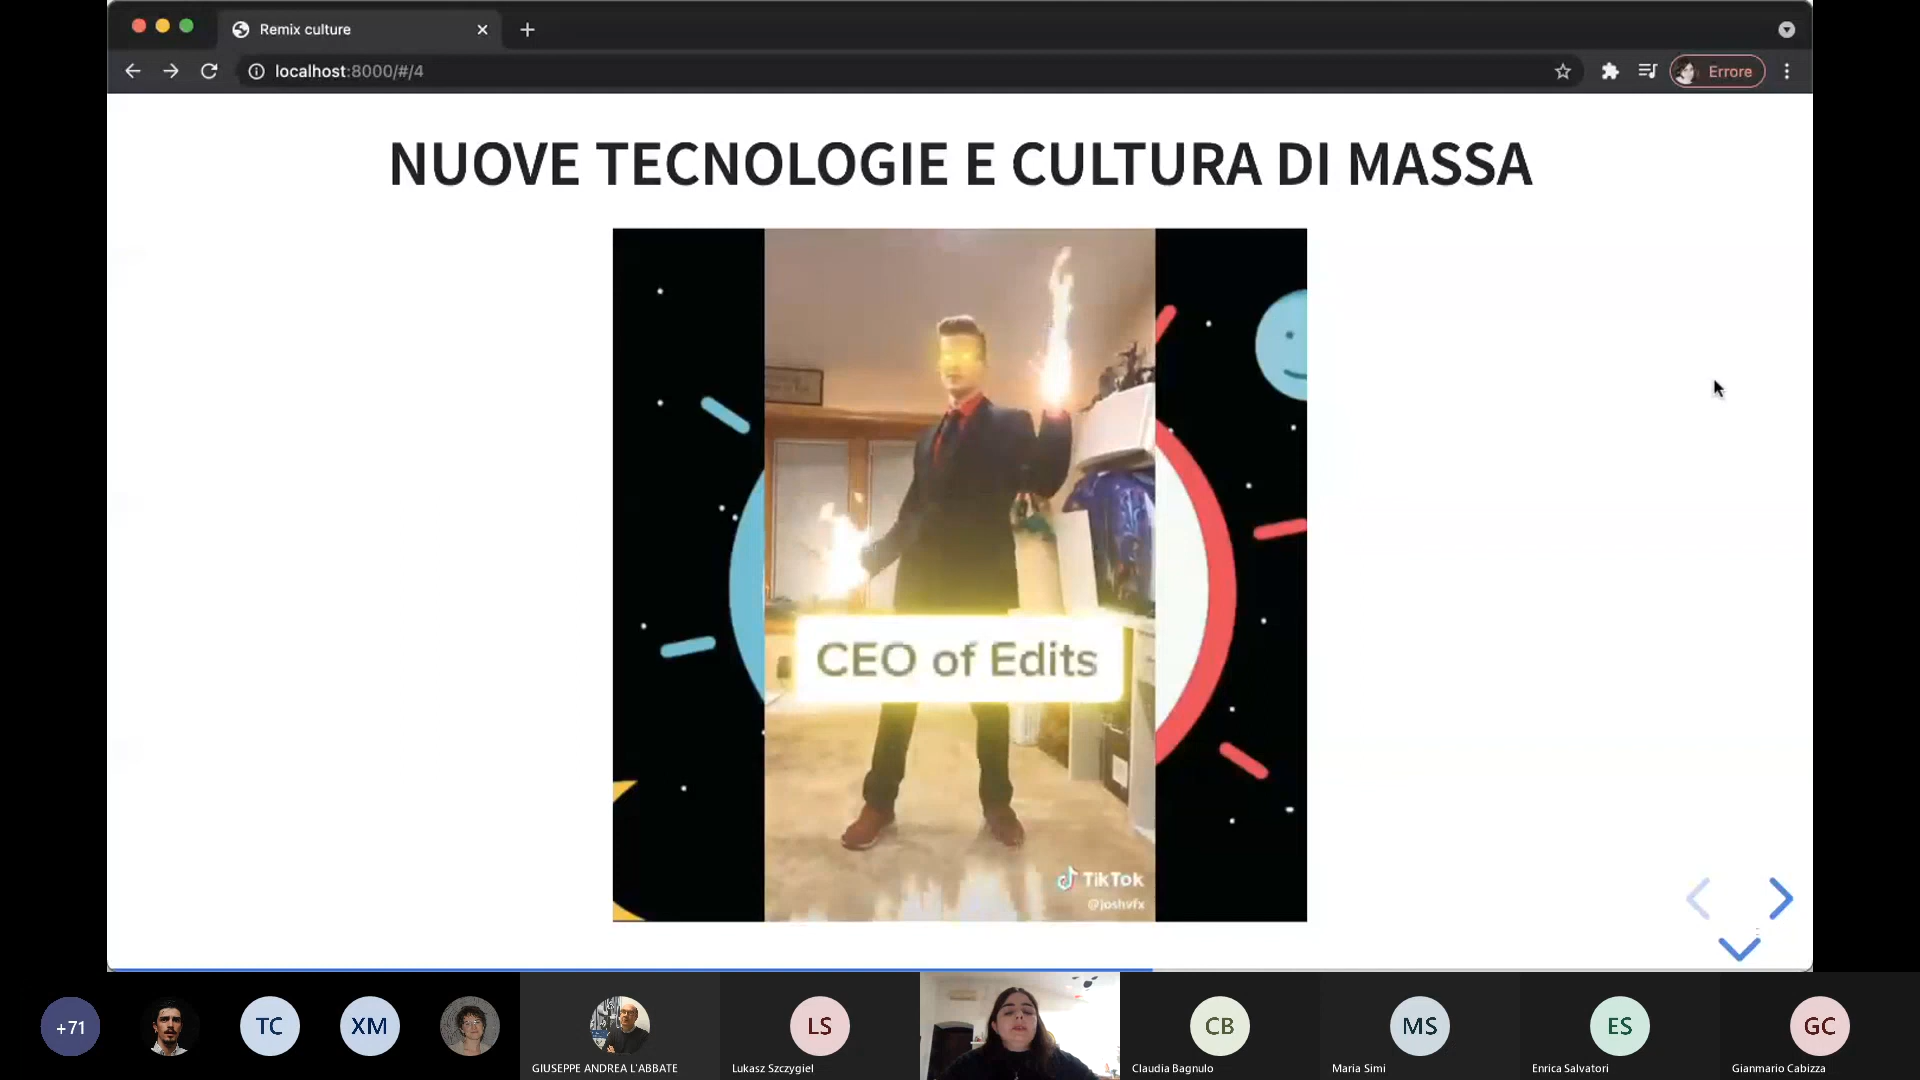 Remix culture
localhost:8000/#/4
Errore
NUOVE TECNOLOGIE E CULTURA DI MASSA
CEO of Edits
TikTok
@joshvfx
+71
TC
XM
GIUSEPPE ANDREA L'ABBATE
LS
Lukasz Szczygiel
CB
Claudia Bagnulo
MS
Maria Simi
ES
Enrica Salvatori
GC
Gianmario Cabizza